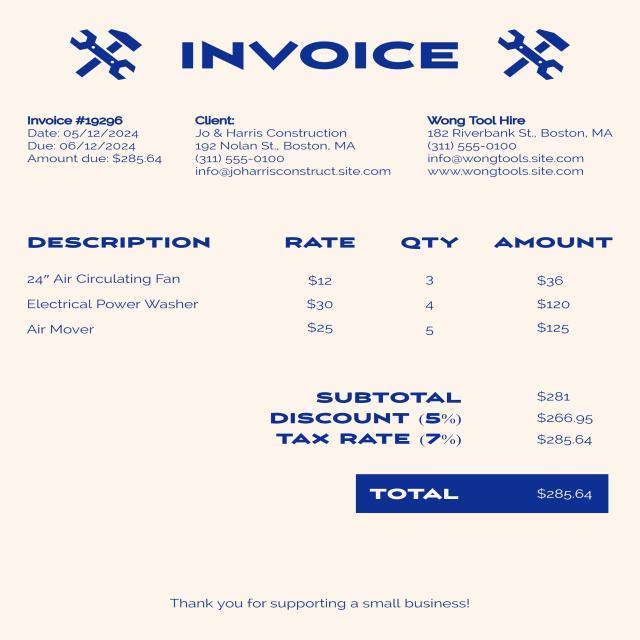 INVOICE
Invoice #19296
Date: 05/12/2024
Due: 06/12/2024
Amount due: $285.64
Client:
Jo & Harris Construction
192 Nolan St., Boston, MA
(311) 555-0100
info@joharrisconstruct.site.com
Wong Tool Hire
182 Riverbank St., Boston, MA
(311) 555-0100
info@wongtools.site.com
www.wongtools.site.com
DESCRIPTION RATE QTY AMOUNT
24″ Air Circulating Fan $12 3 $36
Electrical Power Washer $30 4 $120
Air Mover $25 5 $125
SUBTOTAL $281
DISCOUNT (5%) $266.95
TAX RATE (7%) $285.64
TOTAL $285.64
Thank you for supporting a small business!